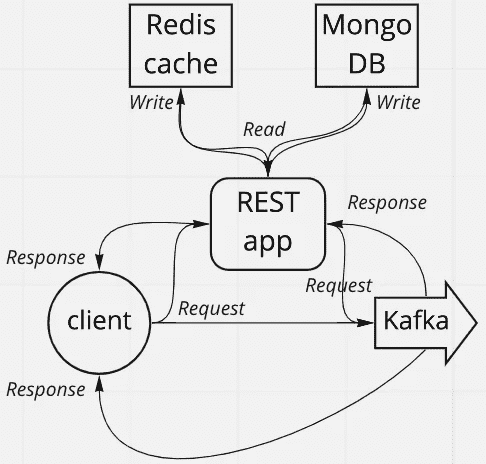 Redis
cache
Mongo
DB
Write
Write
Read
REST
app
Response
Response
Request
Request
client
Kafka
Response